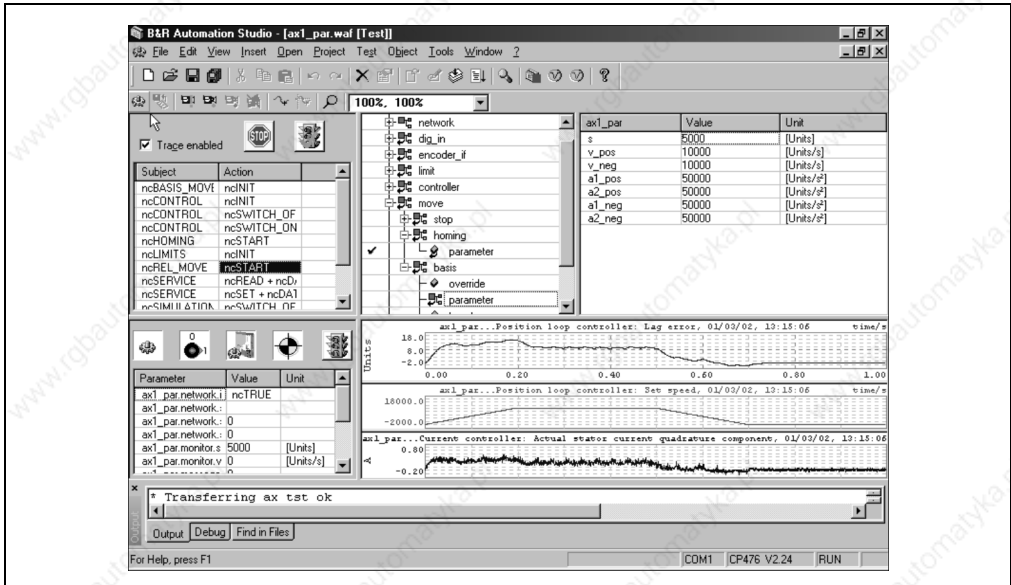 B&R Automation Studio - [ax1_par.waf [Test]]
File Edit View Insert Open Project Test Object Tools Window ?
100%, 100%
Trace enabled
STOP
Subject Action
ncBASIS_MOVE ncINIT
ncCONTROL ncINIT
ncCONTROL ncSWITCH_OF
ncCONTROL ncSWITCH_ON
ncHOMING ncSTART
ncLIMITS ncINIT
ncREL_MOVE ncSTART
ncSERVICE ncREAD + ncD
ncSERVICE ncSET + ncDAT
ncSIMULATION ncSWITCH_OF
network
dig_in
encoder_if
limit
controller
move
stop
homing
parameter
basis
override
parameter
ax1_par Value Unit
s 5000 [Units]
v_pos 10000 [Units/s]
v_neg 10000 [Units/s]
a1_pos 50000 [Units/s²]
a2_pos 50000 [Units/s²]
a1_neg 50000 [Units/s²]
a2_neg 50000 [Units/s²]
0
1
Parameter Value Unit
ax1_par.network.i ncTRUE
ax1_par.network.:
ax1_par.network.: 0
ax1_par.monitor.s 5000 [Units]
ax1_par.monitor.v 0 [Units/s]
ax1_par...Position loop controller: Lag error, 01/03/02, 13:15:06 time/s
Units
18.0
8.0
-2.0
0.00 0.20 0.40 0.60 0.80 1.00
ax1_par...Position loop controller: Set speed, 01/03/02, 13:15:06 time/s
18000.0
-2000.0
ax1_par...Current controller: Actual stator current quadrature component, 01/03/02, 13:15:06
A
0.80
-0.20
* Transferring ax tst ok
Output
Output Debug Find in Files
For Help, press F1
COM1 CP476 V2.24 RUN
www.rgbautomatyka.pl